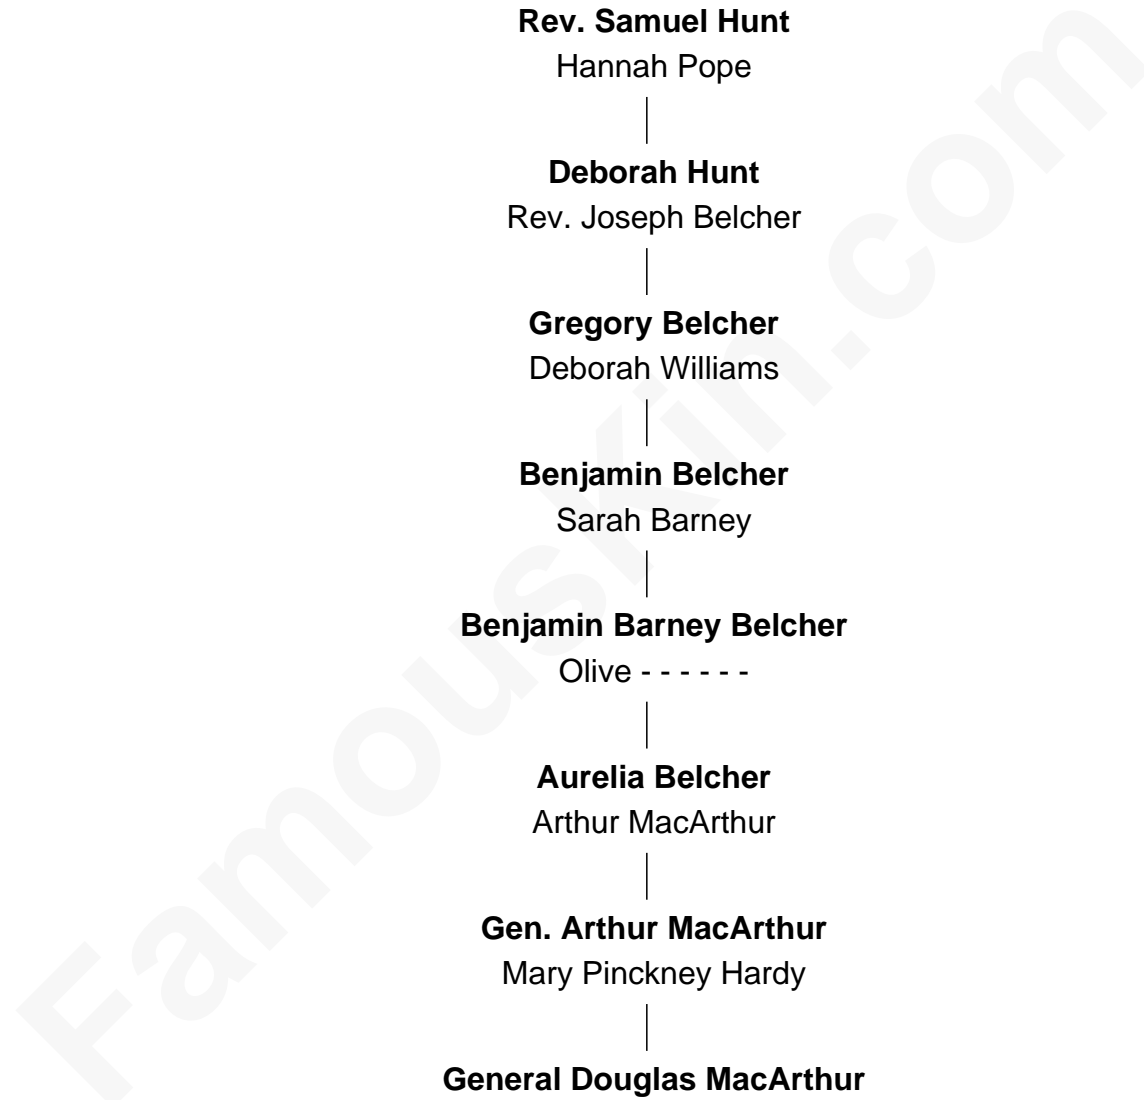 Rev. Samuel Hunt
Hannah Pope
Deborah Hunt
Rev. Joseph Belcher
Gregory Belcher
Deborah Williams
Benjamin Belcher
Sarah Barney
Benjamin Barney Belcher
Olive - - - - - -
Aurelia Belcher
Arthur MacArthur
Gen. Arthur MacArthur
Mary Pinckney Hardy
General Douglas MacArthur
FamousKin.com